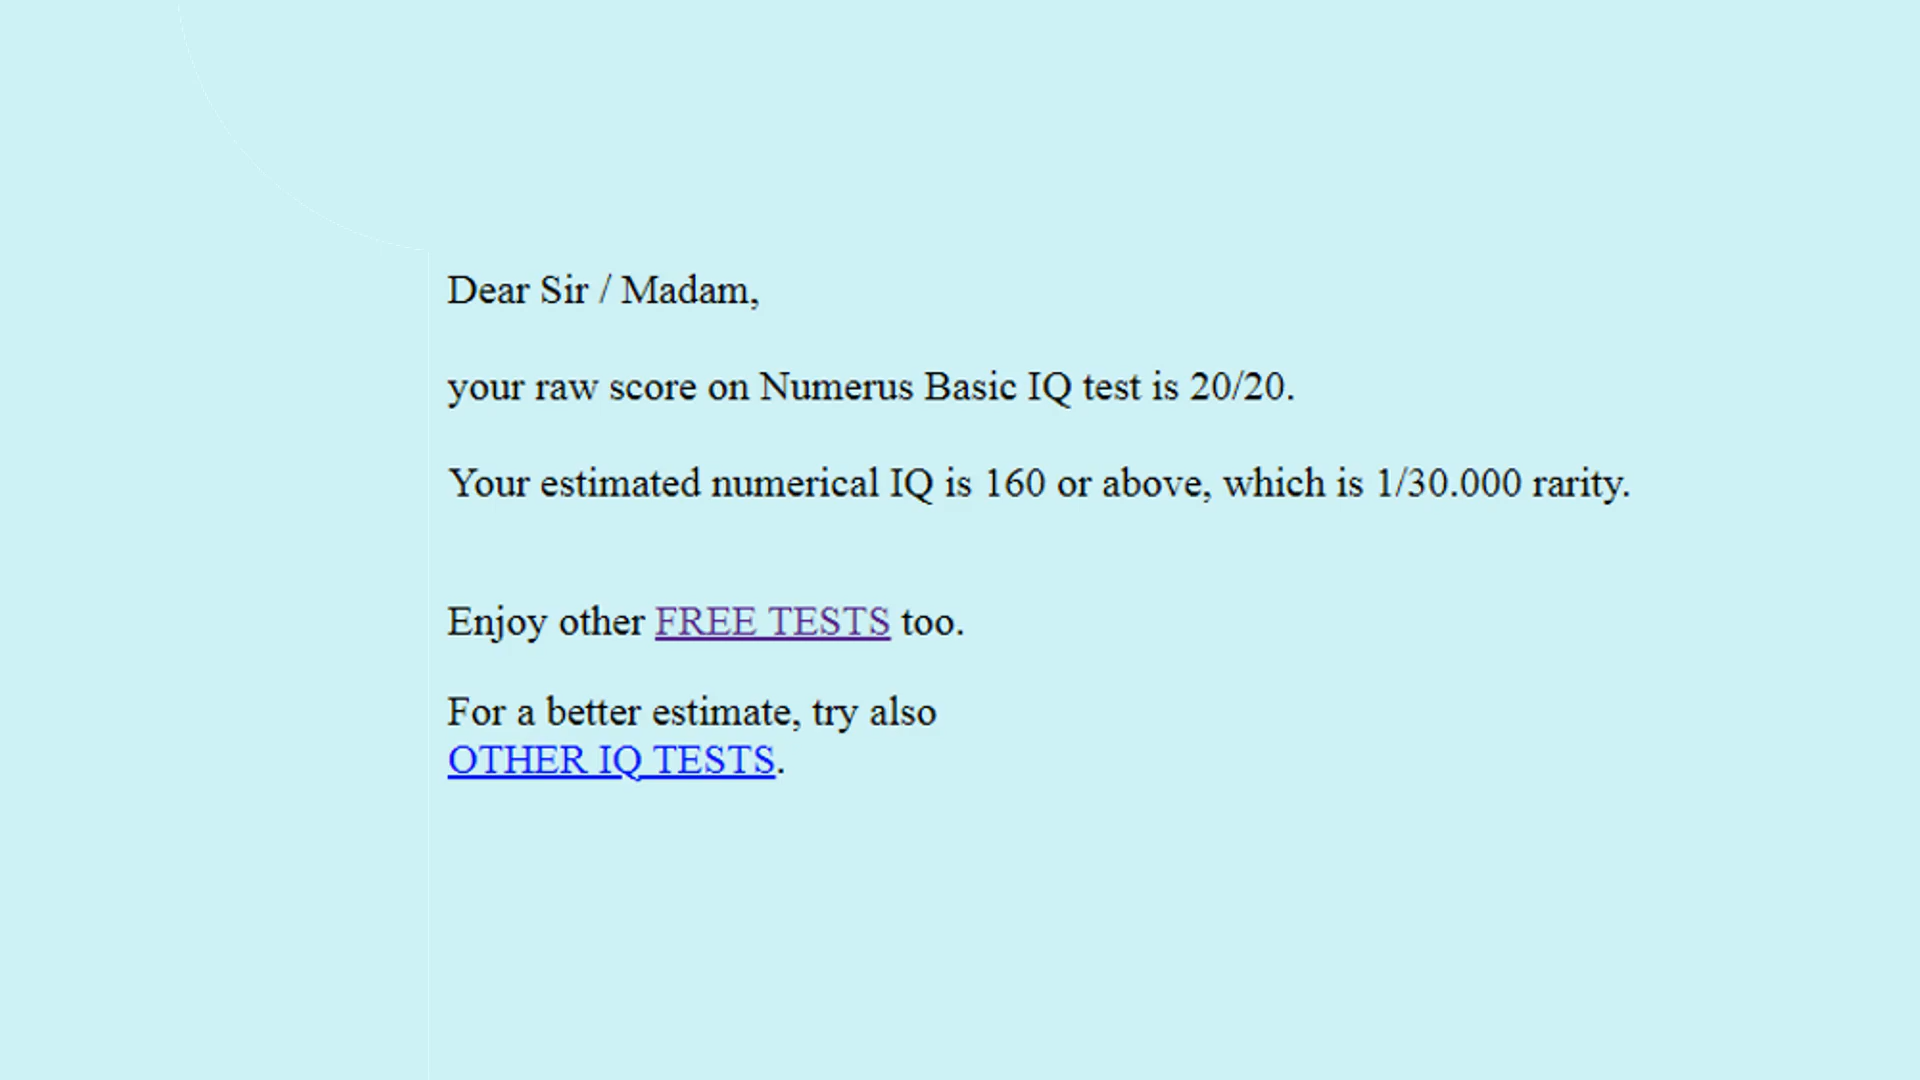 Dear Sir / Madam,
your raw score on Numerus Basic IQ test is 20/20.
Your estimated numerical IQ is 160 or above, which is 1/30.000 rarity.
Enjoy other FREE TESTS too.
For a better estimate, try also
OTHER IQ TESTS.